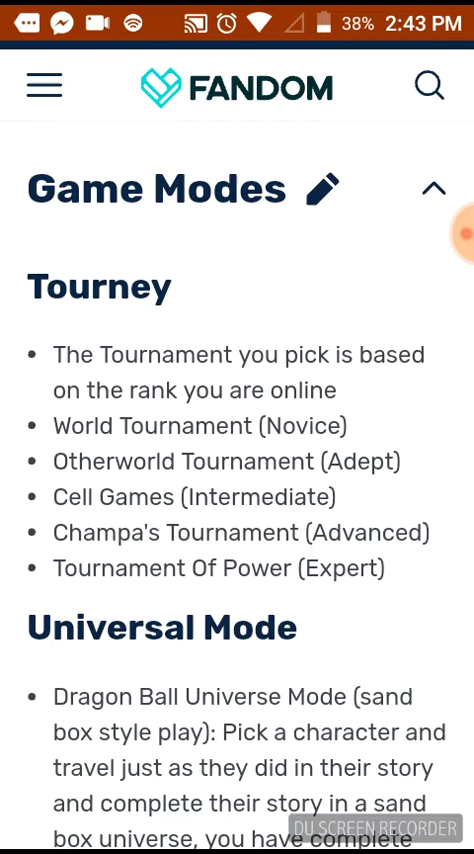 38% 2:43 PM
FANDOM
Game Modes
Tourney
• The Tournament you pick is based
on the rank you are online
• World Tournament (Novice)
• Otherworld Tournament (Adept)
• Cell Games (Intermediate)
• Champa's Tournament (Advanced)
• Tournament Of Power (Expert)
Universal Mode
• Dragon Ball Universe Mode (sand
box style play): Pick a character and
travel just as they did in their story
and complete their story in a sand
box universe, you have complete
DU SCREEN RECORDER